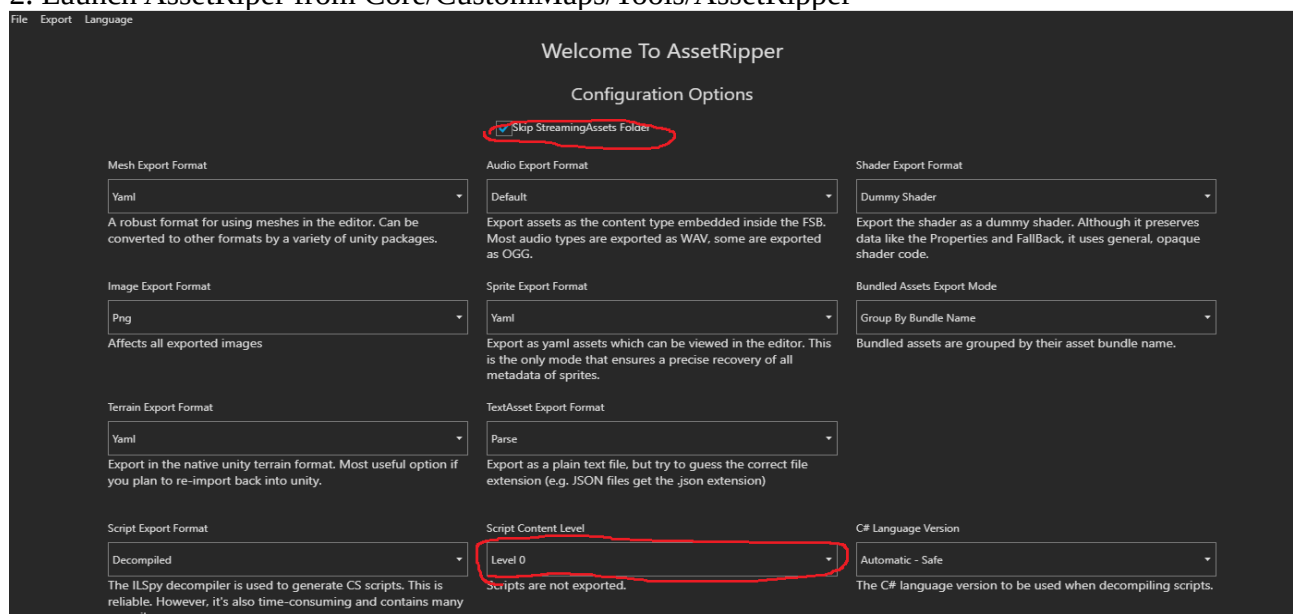 2. Launch AssetRiper from Core/CustomMaps/Tools/AssetRipper
File Export Language
Welcome To AssetRipper
Configuration Options
Skip StreamingAssets Folder
Mesh Export Format
Yaml
A robust format for using meshes in the editor. Can be
converted to other formats by a variety of unity packages.
Audio Export Format
Default
Export assets as the content type embedded inside the FSB.
Most audio types are exported as WAV, some are exported
as OGG.
Shader Export Format
Dummy Shader
Export the shader as a dummy shader. Although it preserves
data like the Properties and FallBack, it uses general, opaque
shader code.
Image Export Format
Png
Affects all exported images
Sprite Export Format
Yaml
Export as yaml assets which can be viewed in the editor. This
is the only mode that ensures a precise recovery of all
metadata of sprites.
Bundled Assets Export Mode
Group By Bundle Name
Bundled assets are grouped by their asset bundle name.
Terrain Export Format
Yaml
Export in the native unity terrain format. Most useful option if
you plan to re-import back into unity.
TextAsset Export Format
Parse
Export as a plain text file, but try to guess the correct file
extension (e.g. JSON files get the .json extension)
Script Export Format
Decompiled
The ILSpy decompiler is used to generate CS scripts. This is
reliable. However, it's also time-consuming and contains many
Script Content Level
Level 0
Scripts are not exported.
C# Language Version
Automatic - Safe
The C# language version to be used when decompiling scripts.